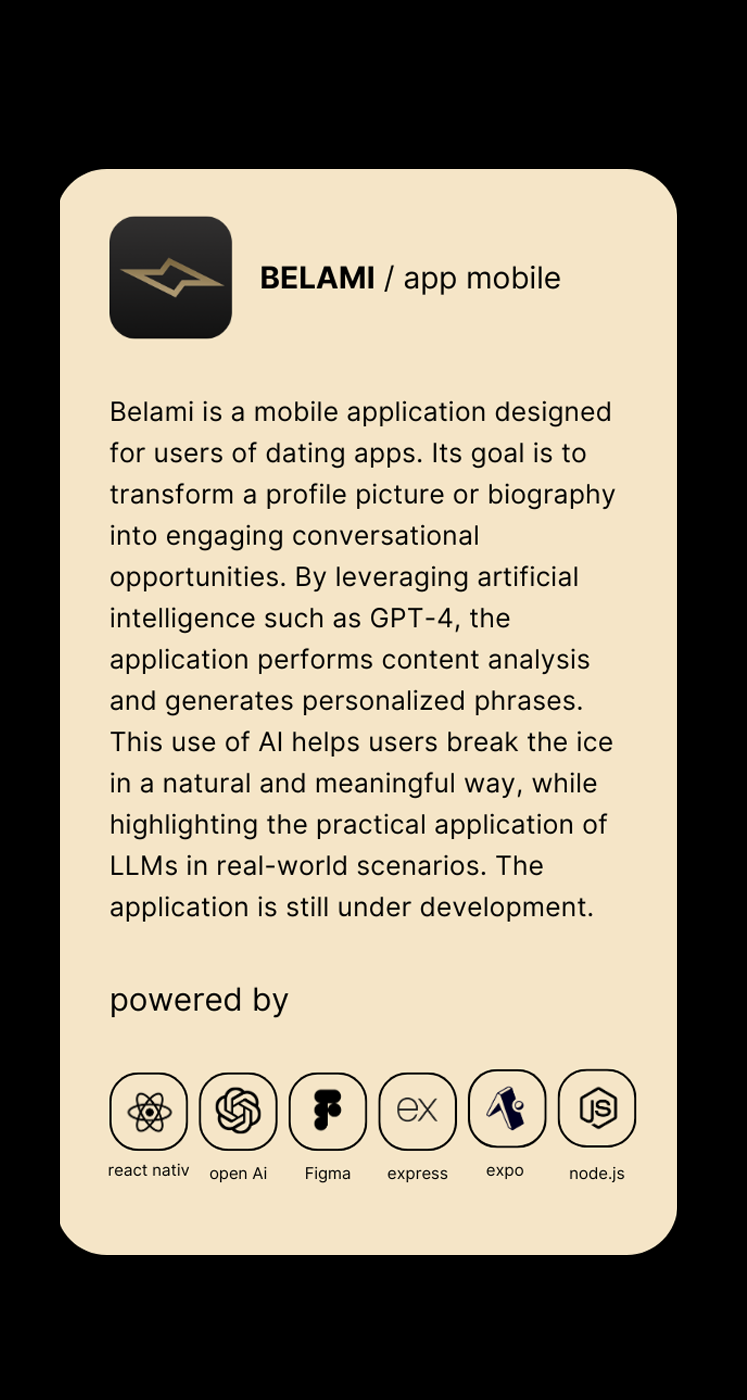 BELAMI / app mobile
Belami is a mobile application designed
for users of dating apps. Its goal is to
transform a profile picture or biography
into engaging conversational
opportunities. By leveraging artificial
intelligence such as GPT-4, the
application performs content analysis
and generates personalized phrases.
This use of AI helps users break the ice
in a natural and meaningful way, while
highlighting the practical application of
LLMs in real-world scenarios. The
application is still under development.
powered by
ex
JS
react nativ
open Ai
Figma
express
expo
node.js